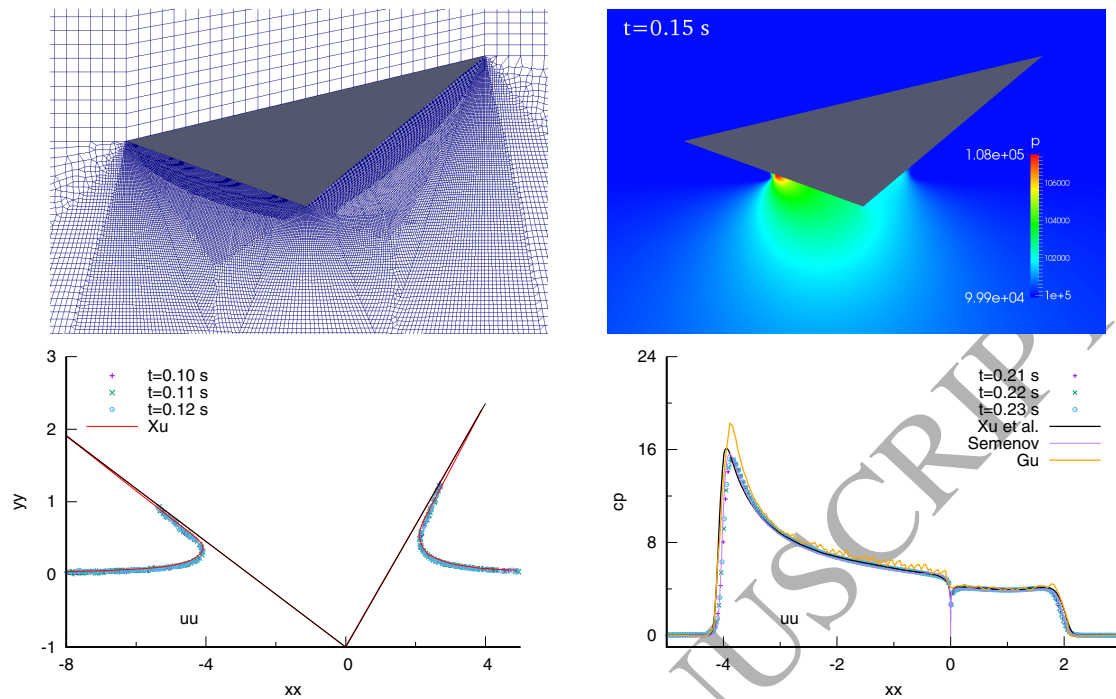 t=0.15 s
p
1.08e+05
106000
104000
102000
9.99e+04
1e+5
3
2
1
0
-1
yy
t=0.10 s
t=0.11 s
t=0.12 s
Xu
uu
-8
-4
0
4
xx
24
16
8
0
cp
t=0.21 s
t=0.22 s
t=0.23 s
Xu et al.
Semenov
Gu
uu
-4
-2
0
2
xx
USCRIPT